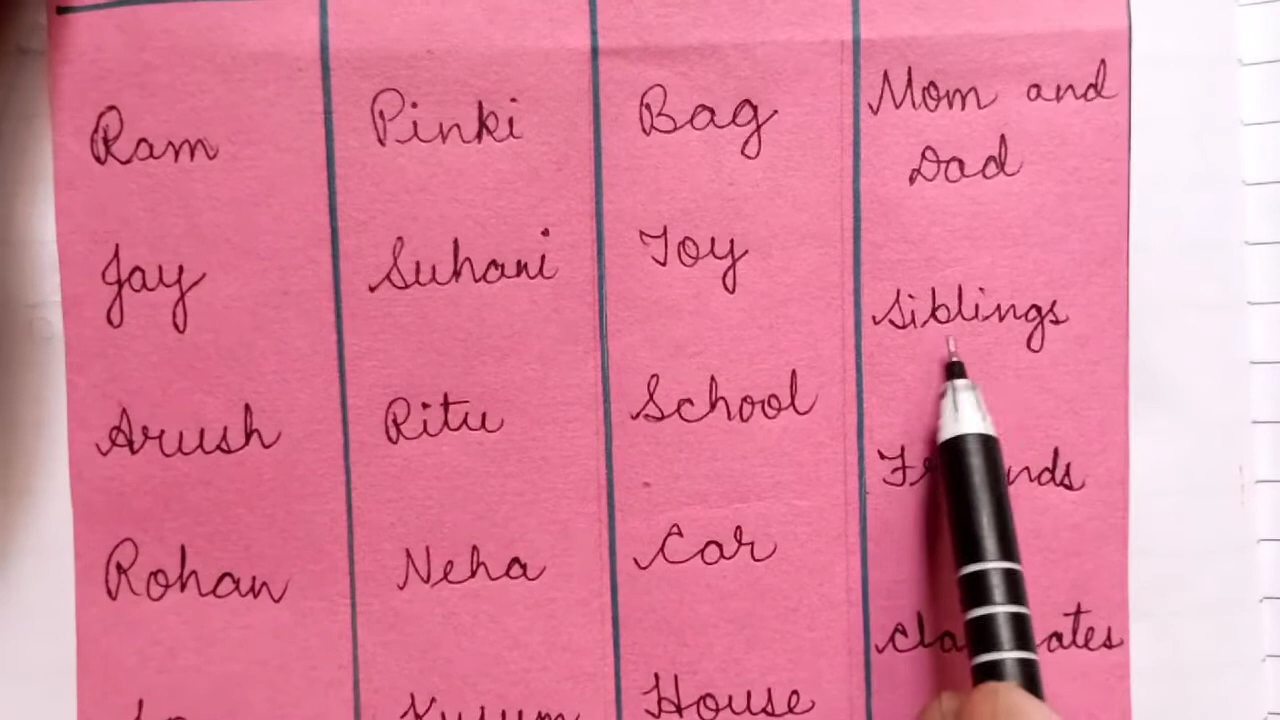 Ram Pinki Bag Mom and
Dad
Jay Suhani Toy
Siblings
Arush Ritu School
Rohan Neha Car
House